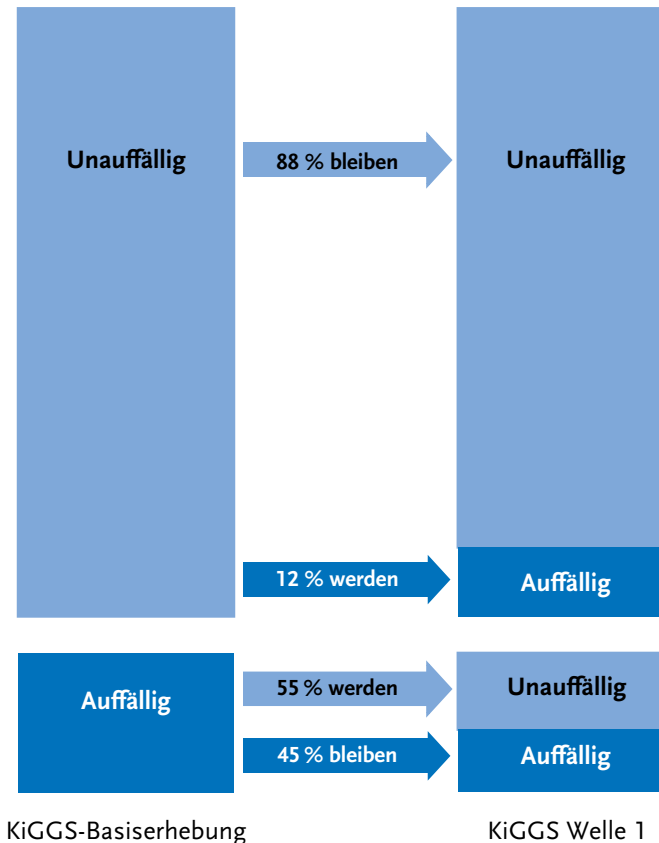 Unauffällig 88 % bleiben Unauffällig
12 % werden Auffällig
Auffällig 55 % werden Unauffällig
45 % bleiben Auffällig
KiGGS-Basiserhebung KiGGS Welle 1